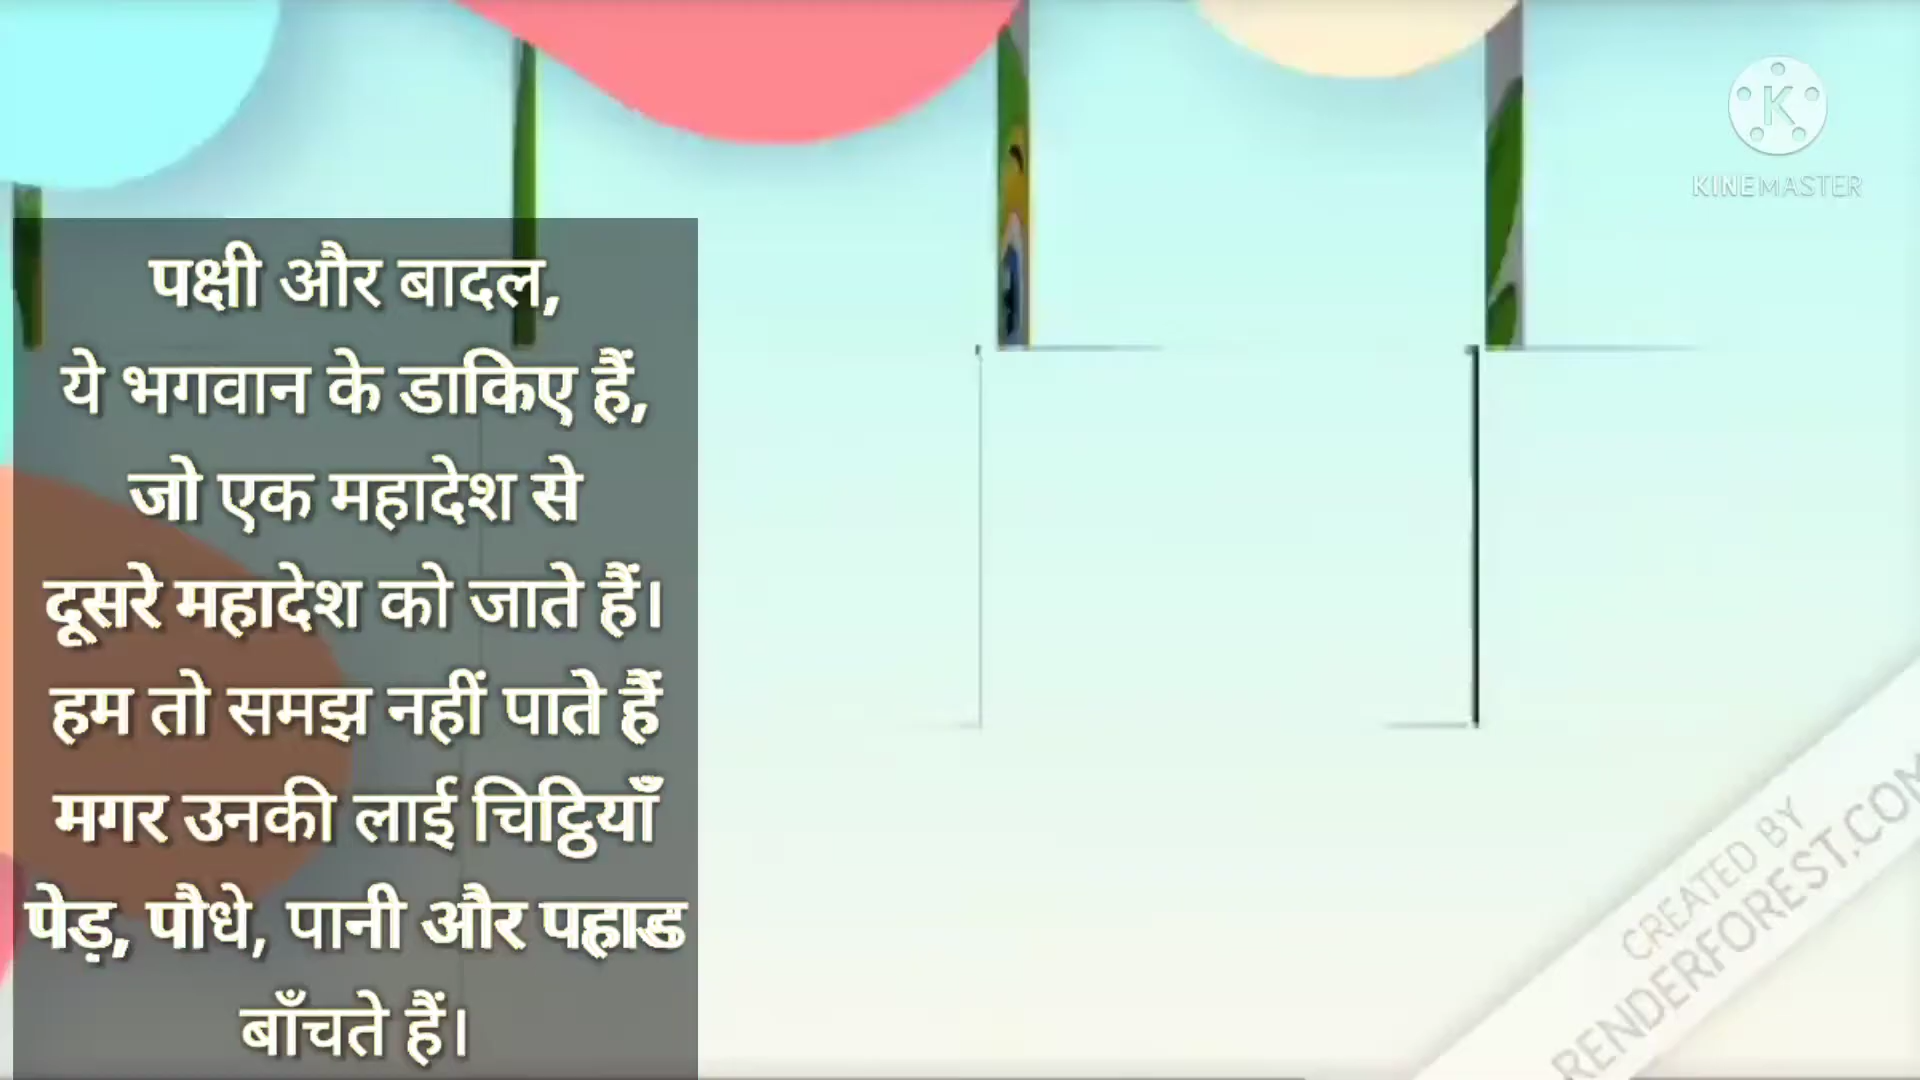 पक्षी और बादल,
ये भगवान के डाकिए हैं,
जो एक महादेश से
दूसरे महादेश को जाते हैं।
हम तो समझ नहीं पाते हैं
मगर उनकी लाई चिट्ठियाँ
पेड़, पौधे, पानी और पहाड
बाँचते हैं।
K
KINEMASTER
CREATED BY
RENDERFOREST.COM